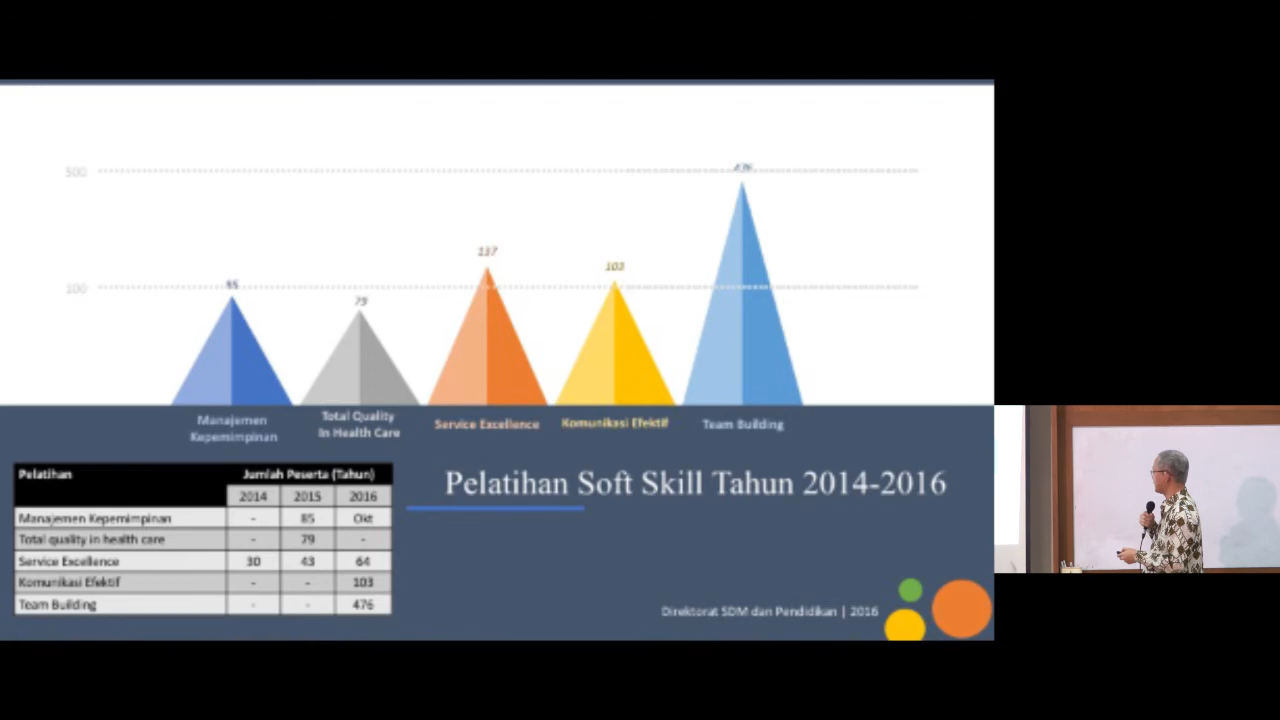 500
476
137
103
85
100
79
Manajemen
Kepemimpinan
Total Quality
In Health Care
Service Excellence
Komunikasi Efektif
Team Building
Pelatihan Jumlah Peserta (Tahun)
2014 2015 2016
Manajemen Kepemimpinan - 85 Okt
Total quality in health care - 79 -
Service Excellence 30 43 64
Komunikasi Efektif - - 103
Team Building - - 476
Pelatihan Soft Skill Tahun 2014-2016
Direktorat SDM dan Pendidikan | 2016